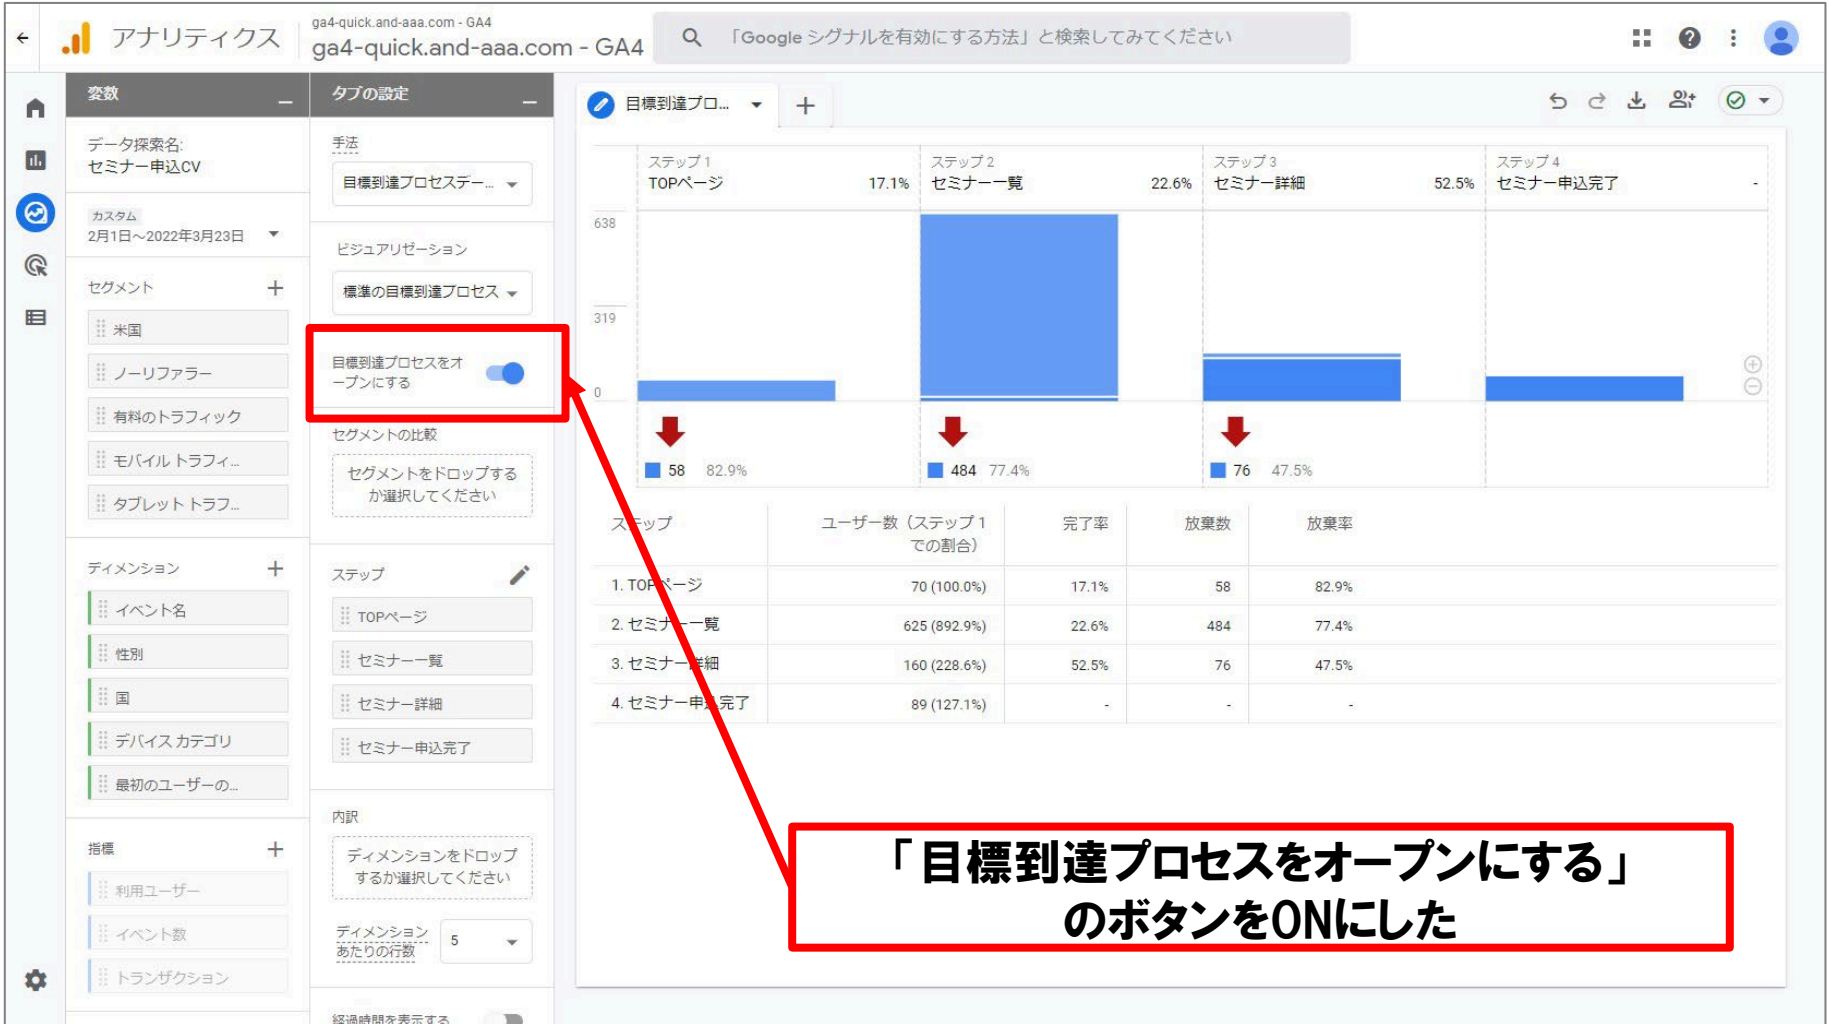 アナリティクス
ga4-quick.and-aaa.com - GA4
ga4-quick.and-aaa.com - GA4
「Google シグナルを有効にする方法」と検索してみてください
変数
データ探索名:
セミナー申込CV
カスタム
2月1日～2022年3月23日
セグメント
米国
ノーリファラー
有料のトラフィック
モバイル トラフィ...
タブレット トラフ...
ディメンション
イベント名
性別
国
デバイス カテゴリ
最初のユーザーの...
指標
利用ユーザー
イベント数
トランザクション
タブの設定
手法
目標到達プロセスデー...
ビジュアリゼーション
標準の目標到達プロセス
目標到達プロセスをオ
ープンにする
セグメントの比較
セグメントをドロップする
か選択してください
ステップ
TOPページ
セミナー一覧
セミナー詳細
セミナー申込完了
内訳
ディメンションをドロップ
するか選択してください
ディメンション
あたりの行数
5
経過時間を表示する
目標到達プロ...
ステップ 1
TOPページ 17.1%
ステップ 2
セミナー一覧 22.6%
ステップ 3
セミナー詳細 52.5%
ステップ 4
セミナー申込完了 -
638
319
0
58 82.9%
484 77.4%
76 47.5%
ステップ ユーザー数（ステップ 1 完了率 放棄数 放棄率
での割合）
1. TOPページ 70 (100.0%) 17.1% 58 82.9%
2. セミナー一覧 625 (892.9%) 22.6% 484 77.4%
3. セミナー詳細 160 (228.6%) 52.5% 76 47.5%
4. セミナー申込完了 89 (127.1%) - - -
「目標到達プロセスをオープンにする」
のボタンをONにした